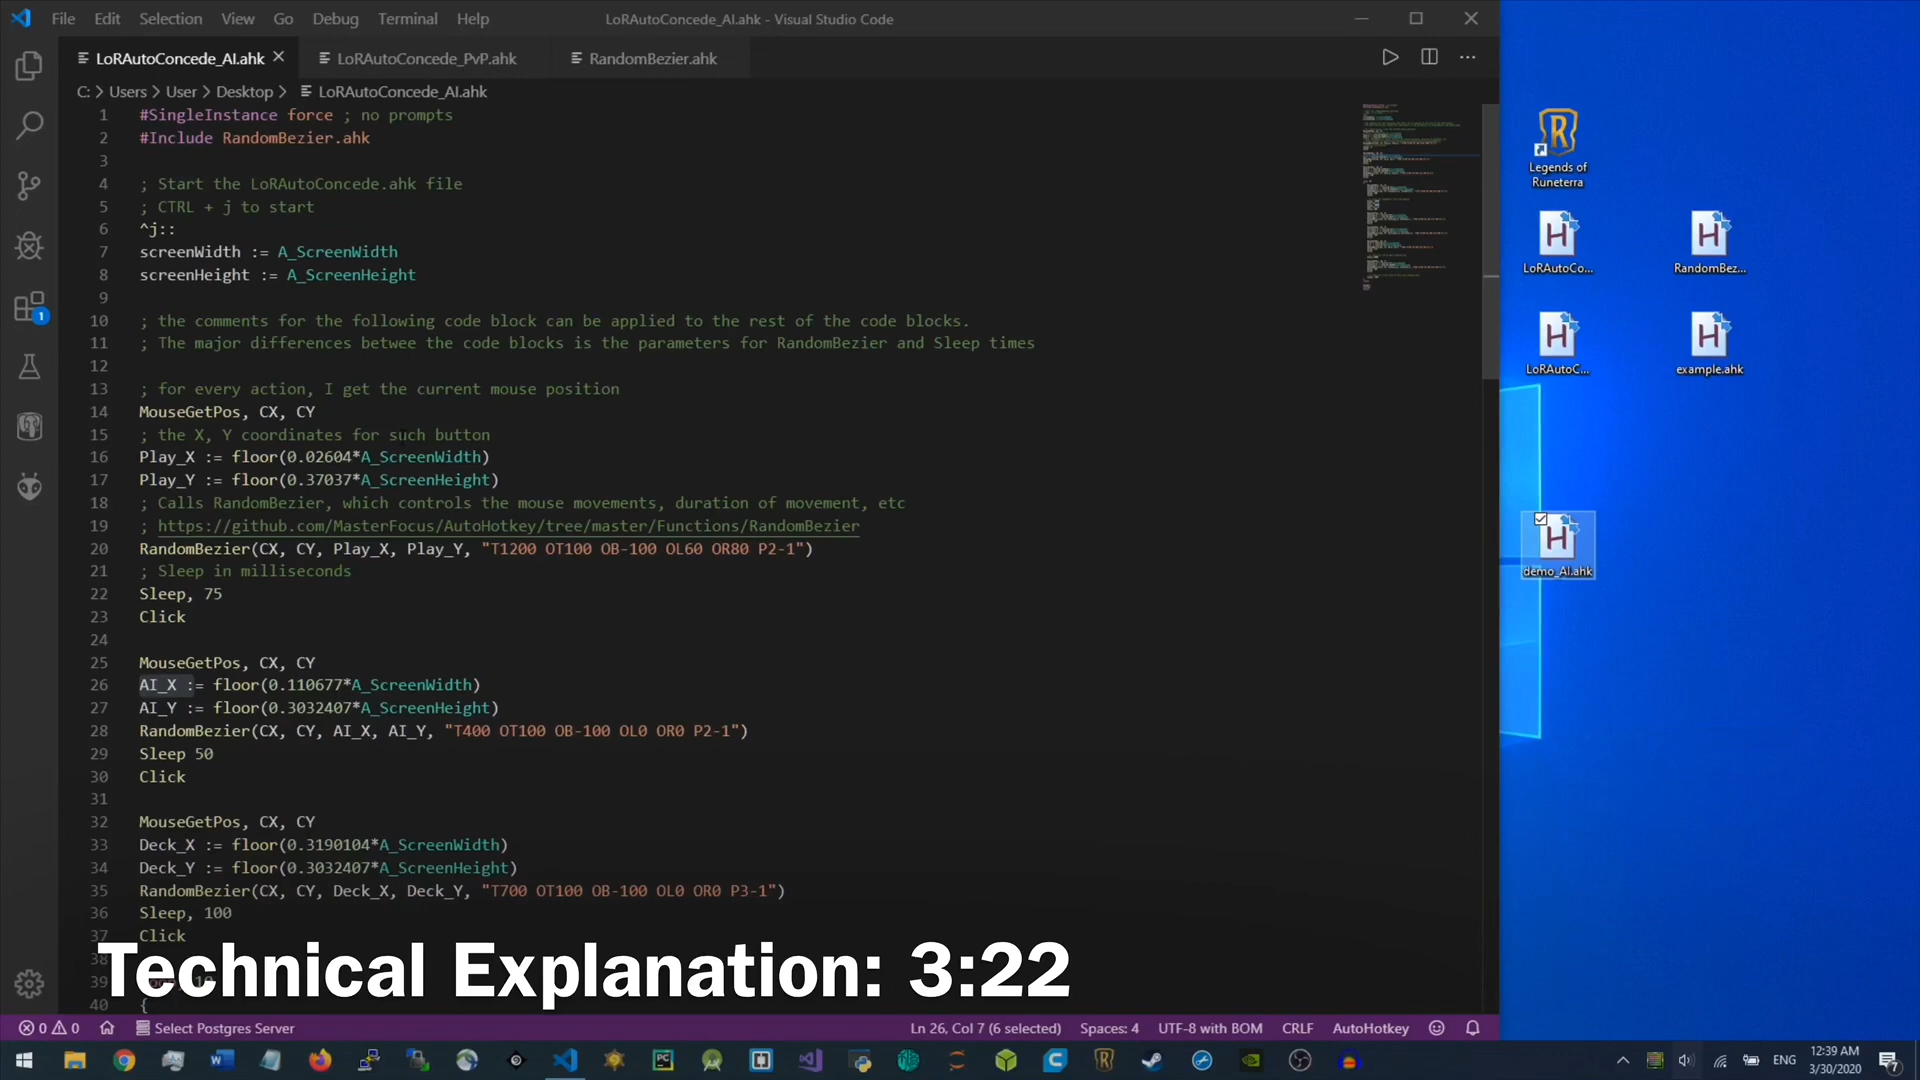 File Edit Selection View Go Debug Terminal Help
LoRAutoConcede_AI.ahk - Visual Studio Code
LoRAutoConcede_AI.ahk
LoRAutoConcede_PvP.ahk
RandomBezier.ahk
C: > Users > User > Desktop > LoRAutoConcede_AI.ahk
1 #SingleInstance force ; no prompts
2 #Include RandomBezier.ahk
3
4 ; Start the LoRAutoConcede.ahk file
5 ; CTRL + j to start
6 ^j::
7 screenWidth := A_ScreenWidth
8 screenHeight := A_ScreenHeight
9
10 ; the comments for the following code block can be applied to the rest of the code blocks.
11 ; The major differences betwee the code blocks is the parameters for RandomBezier and Sleep times
12
13 ; for every action, I get the current mouse position
14 MouseGetPos, CX, CY
15 ; the X, Y coordinates for such button
16 Play_X := floor(0.02604*A_ScreenWidth)
17 Play_Y := floor(0.37037*A_ScreenHeight)
18 ; Calls RandomBezier, which controls the mouse movements, duration of movement, etc
19 ; https://github.com/MasterFocus/AutoHotkey/tree/master/Functions/RandomBezier
20 RandomBezier(CX, CY, Play_X, Play_Y, "T1200 OT100 OB-100 OL60 OR80 P2-1")
21 ; Sleep in milliseconds
22 Sleep, 75
23 Click
24
25 MouseGetPos, CX, CY
26 AI_X := floor(0.110677*A_ScreenWidth)
27 AI_Y := floor(0.3032407*A_ScreenHeight)
28 RandomBezier(CX, CY, AI_X, AI_Y, "T400 OT100 OB-100 OL0 OR0 P2-1")
29 Sleep 50
30 Click
31
32 MouseGetPos, CX, CY
33 Deck_X := floor(0.3190104*A_ScreenWidth)
34 Deck_Y := floor(0.3032407*A_ScreenHeight)
35 RandomBezier(CX, CY, Deck_X, Deck_Y, "T700 OT100 OB-100 OL0 OR0 P3-1")
36 Sleep, 100
37 Click
38
39
40 {
Technical Explanation: 3:22
0 0 Select Postgres Server
Ln 26, Col 7 (6 selected) Spaces: 4 UTF-8 with BOM CRLF AutoHotkey
1
Legends of
Runeterra
LoRAutoCo...
RandomBez...
LoRAutoC...
example.ahk
demo_AI.ahk
ENG
12:39 AM
3/30/2020
7